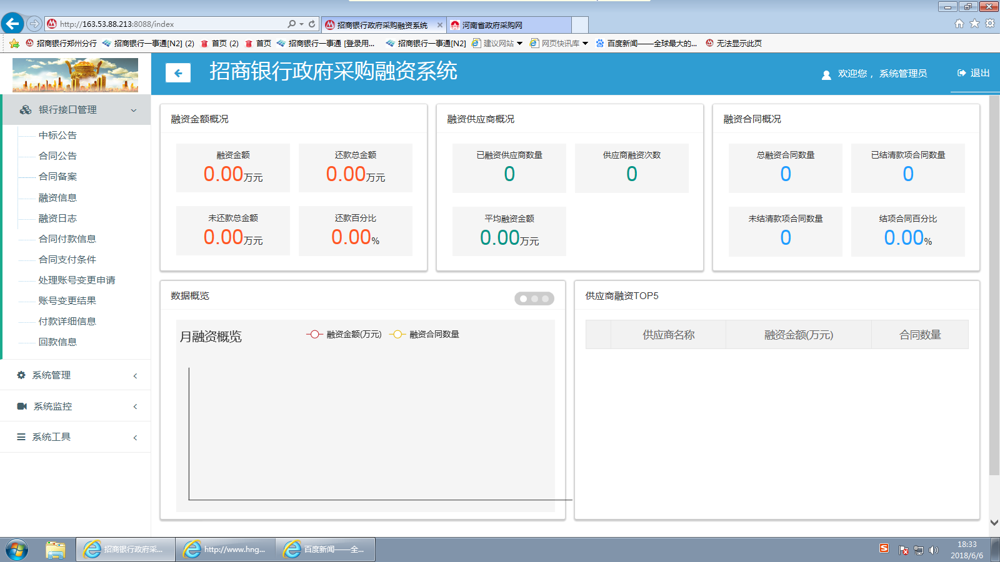 http://163.53.88.213:8088/index
招商银行政府采购融资系统
河南省政府采购网
招商银行郑州分行
招商银行一事通[N2] (2)
首页 (2)
首页
招商银行一事通 [登录用...
招商银行一事通[N2]
建议网站
网页快讯库
百度新闻——全球最大的...
无法显示此页
招商银行政府采购融资系统
欢迎您，系统管理员
退出
银行接口管理
中标公告
合同公告
合同备案
融资信息
融资日志
合同付款信息
合同支付条件
处理账号变更申请
账号变更结果
付款详细信息
回款信息
系统管理
系统监控
系统工具
融资金额概况
融资金额
0.00万元
还款总金额
0.00万元
未还款总金额
0.00万元
还款百分比
0.00%
融资供应商概况
已融资供应商数量
0
供应商融资次数
0
平均融资金额
0.00万元
融资合同概况
总融资合同数量
0
已结清款项合同数量
0
未结清款项合同数量
0
结项合同百分比
0.00%
数据概览
月融资概览
融资金额(万元)
融资合同数量
供应商融资TOP5
供应商名称
融资金额(万元)
合同数量
招商银行政府采...
http://www.hng...
百度新闻——全...
18:33
2018/6/6